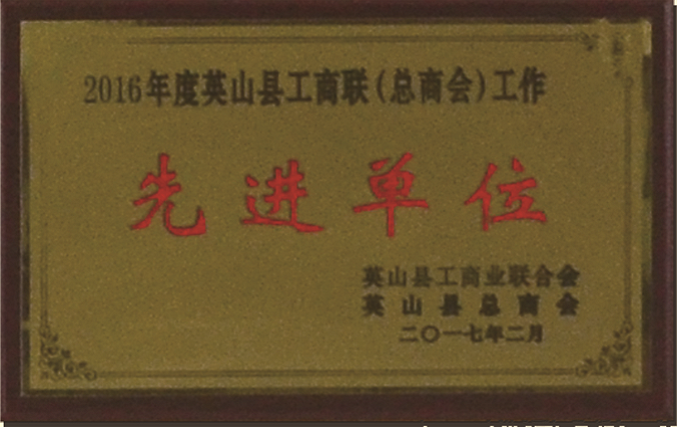 2016年度英山县工商联(总商会)工作
先进单位
英山县工商业联合会
英山县总商会
二〇一七年二月